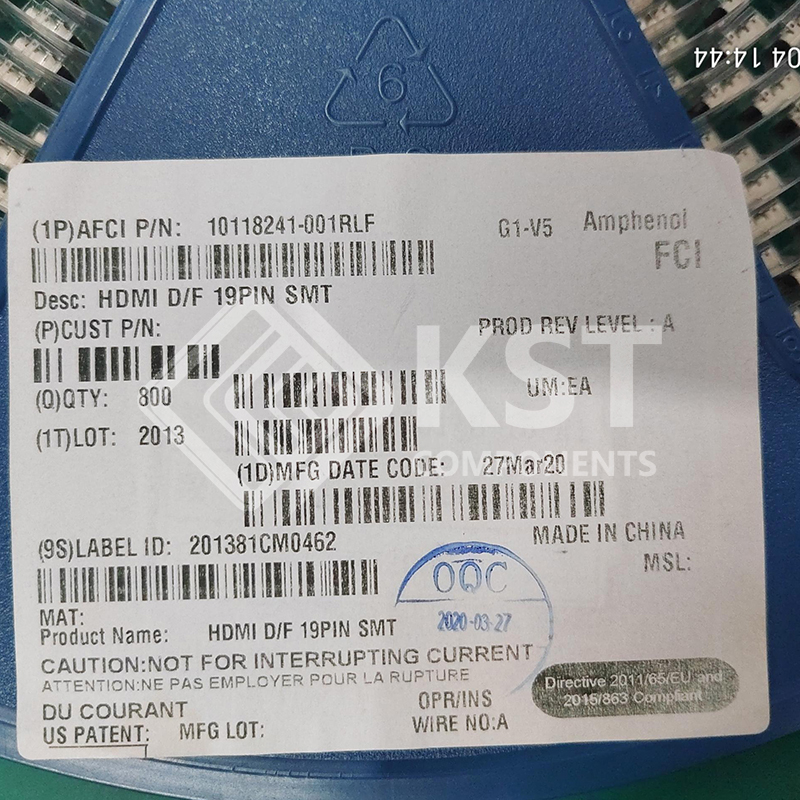 04 14:44
6
(1P)AFCI P/N: 10118241-001RLF
G1-V5
Amphenol
FCI
Desc: HDMI D/F 19PIN SMT
(P)CUST P/N:
PROD REV LEVEL : A
(Q)QTY: 800
UM:EA
KST
COMPONENTS
(1T)LOT: 2013
(1D)MFG DATE CODE: 27Mar20
MADE IN CHINA
(9S)LABEL ID: 201381CM0462
MSL:
OQC
2020-03-27
MAT:
Product Name: HDMI D/F 19PIN SMT
CAUTION:NOT FOR INTERRUPTING CURRENT
ATTENTION:NE PAS EMPLOYER POUR LA RUPTURE
DU COURANT
OPR/INS
WIRE NO:A
Directive 2011/65/EU and
2015/863 Compliant
US PATENT: MFG LOT: